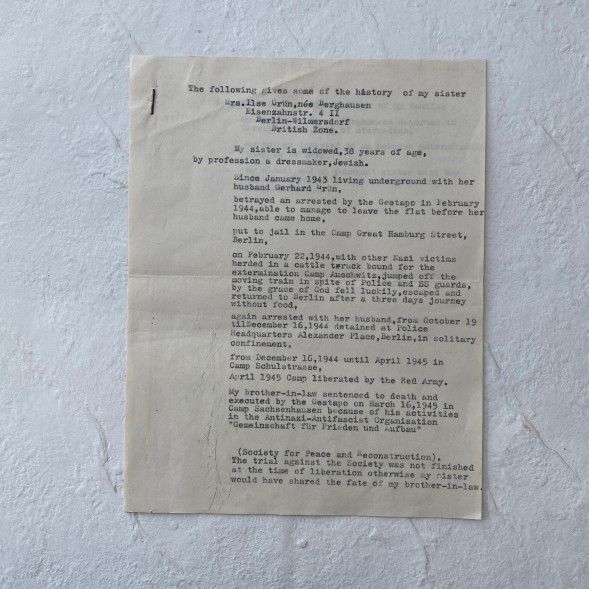 The following gives some of the history of my sister
Mrs.Ilse Grün,née Berghausen
Eisenzahnstr. 4 II
Berlin-Wilmersdorf
British Zone.
My sister is widowed,38 years of age,
by profession a dressmaker,Jewish.
Since January 1943 living underground with her
husband Gerhard Grün,
betrayed an arrested by the Gestapo in February
1944,able to manage to leave the flat before her
husband came home,
put to jail in the Camp Great Hamburg Street,
Berlin,
on February 22,1944,with other Nazi victims
herded in a cattle truck bound for the
extermination Camp Auschwitz,jumped off the
moving train in spite of Police and SS guards,
by the grace of God fell luckily,escaped and
returned to Berlin after a three days journey
without food,
again arrested with her husband,from October 19
tilDecember 16,1944 detained at Police
Headquarters Alexander Place,Berlin,in solitary
confinement,
from December 16,1944 until April 1945 in
Camp Schulstrasse,
April 1945 Camp liberated by the Red Army.
My brother-in-law sentenced to death and
executed by the Gestapo on March 16,1945 in
Camp Sachsenhausen because of his activities
in the Antinazi-Antifascist Organisation
"Gemeinschaft für Frieden und Aufbau"
(Society for Peace and Reconstruction).
The trial against the Society was not finished
at the time of liberation otherwise my sister
would have shared the fate of my brother-in-law.